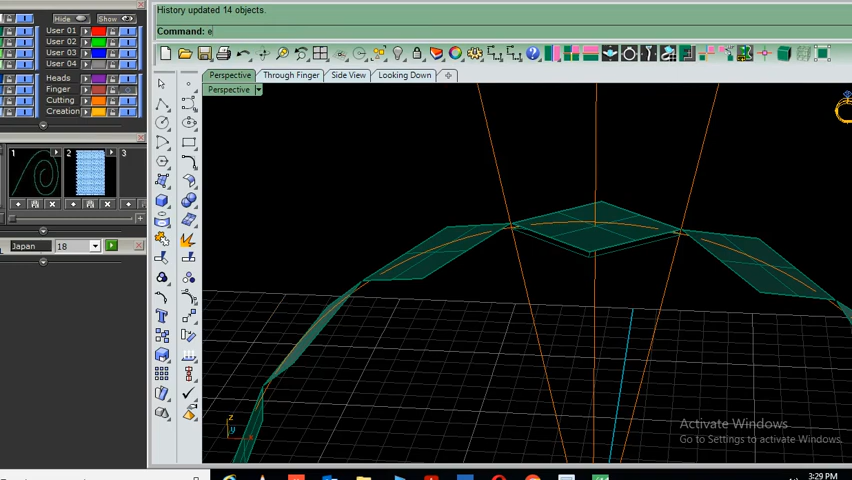 History updated 14 objects.
Command: e
Hide
Show
User 01
User 02
User 03
User 04
Heads
Finger
Cutting
Creation
1
2
3
Japan
18
Perspective
Through Finger
Side View
Looking Down
Perspective
z
y
Activate Windows
Go to Settings to activate Windows.
3:29 PM